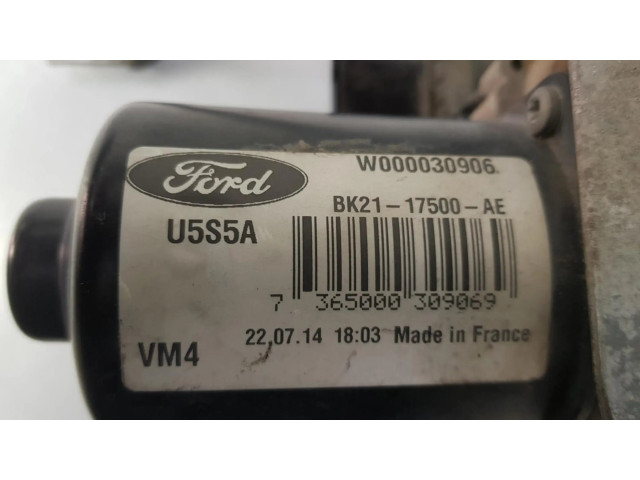 Ford
W000030906
BK21-17500-AE
U5S5A
7 365000 309069
VM4
22.07.14 18:03 Made in France